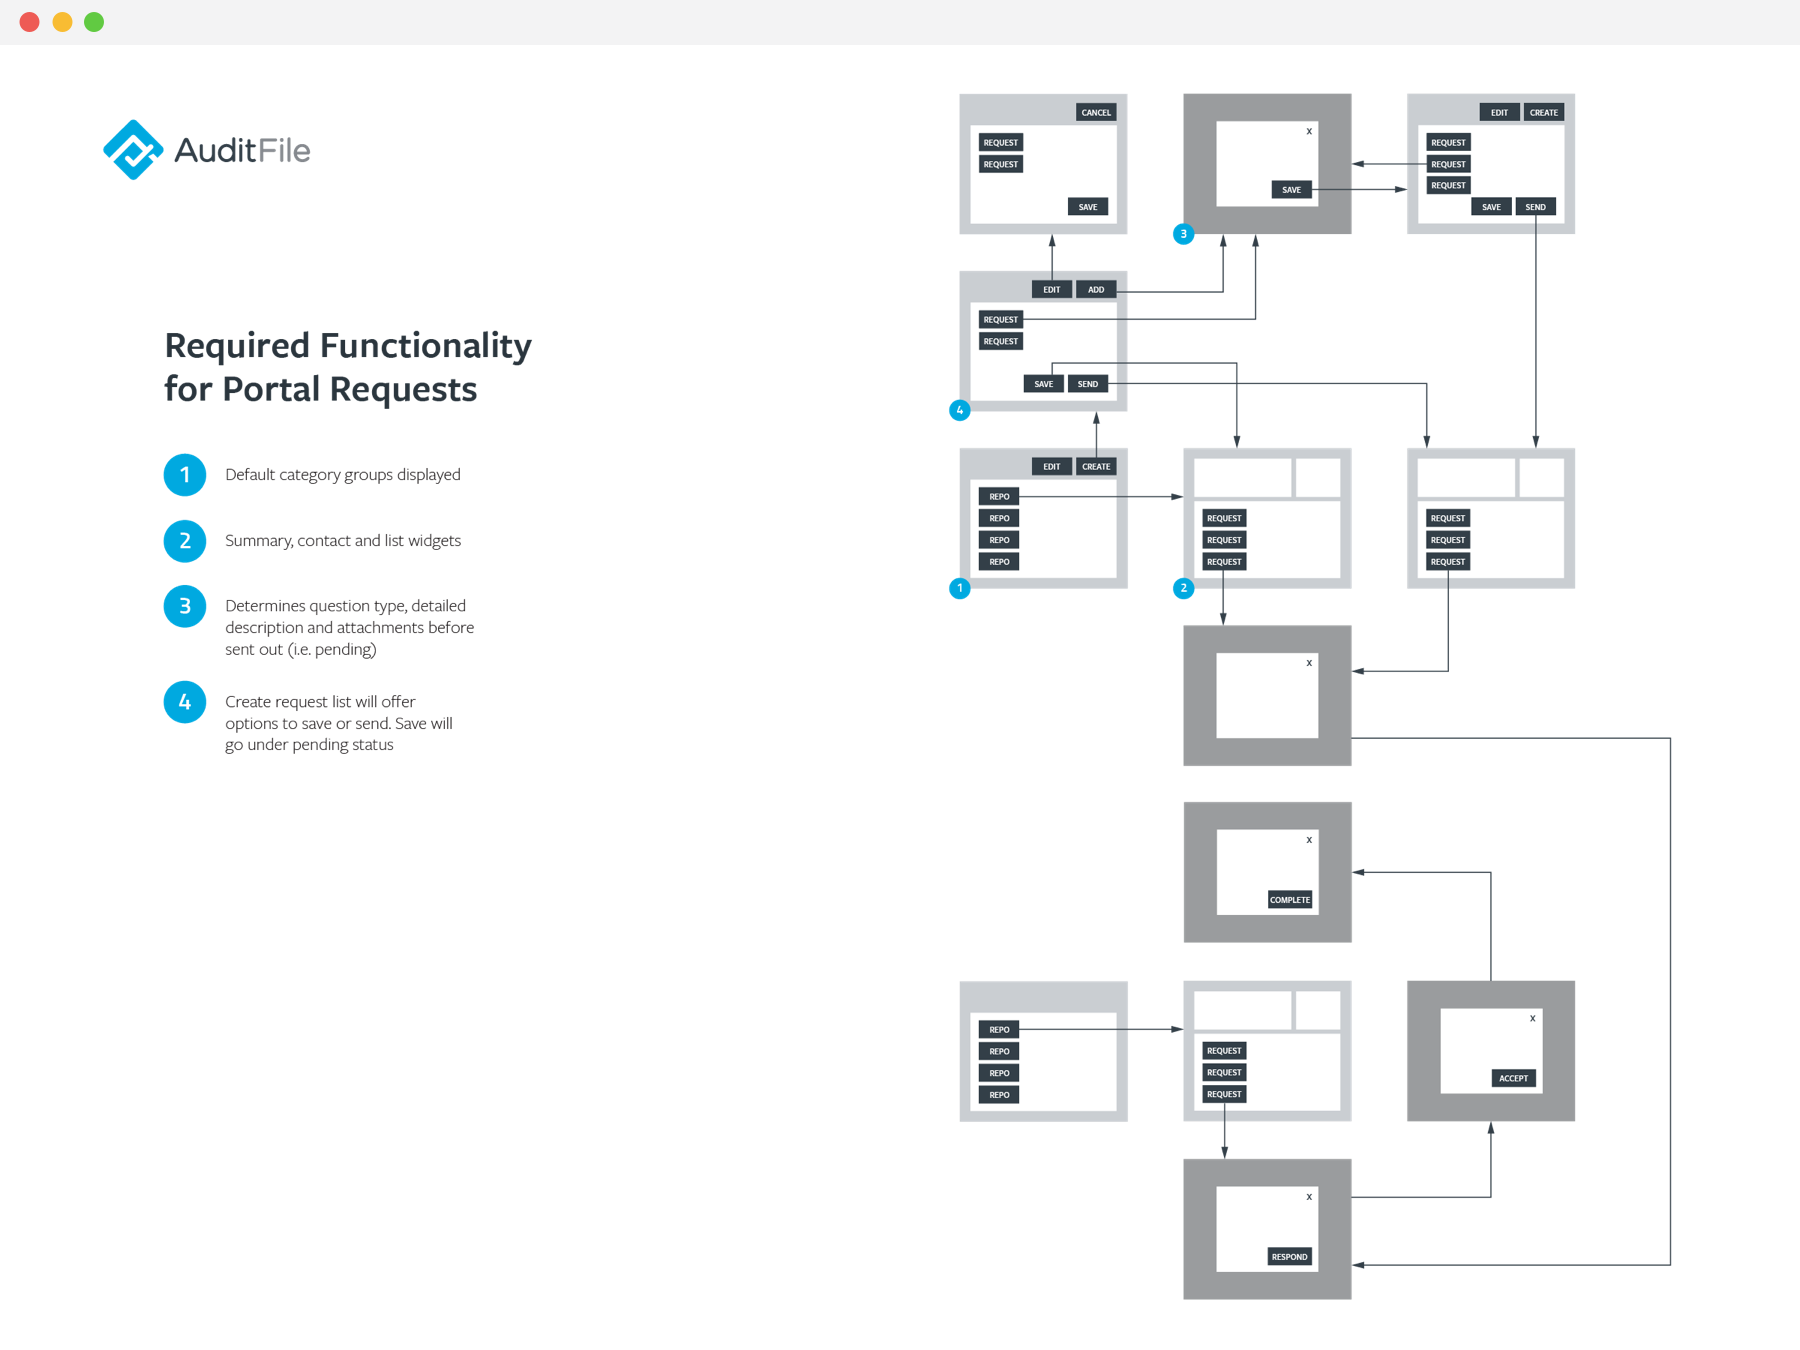 AuditFile
Required Functionality
for Portal Requests
1
Default category groups displayed
2
Summary, contact and list widgets
3
Determines question type, detailed
description and attachments before
sent out (i.e. pending)
4
Create request list will offer
options to save or send. Save will
go under pending status
CANCEL
REQUEST
REQUEST
SAVE
X
SAVE
3
EDIT CREATE
REQUEST
REQUEST
REQUEST
SAVE SEND
EDIT ADD
REQUEST
REQUEST
SAVE SEND
4
EDIT CREATE
REPO
REPO
REPO
REPO
1
REQUEST
REQUEST
REQUEST
2
REQUEST
REQUEST
REQUEST
X
X
COMPLETE
REPO
REPO
REPO
REPO
REQUEST
REQUEST
REQUEST
X
ACCEPT
X
RESPOND